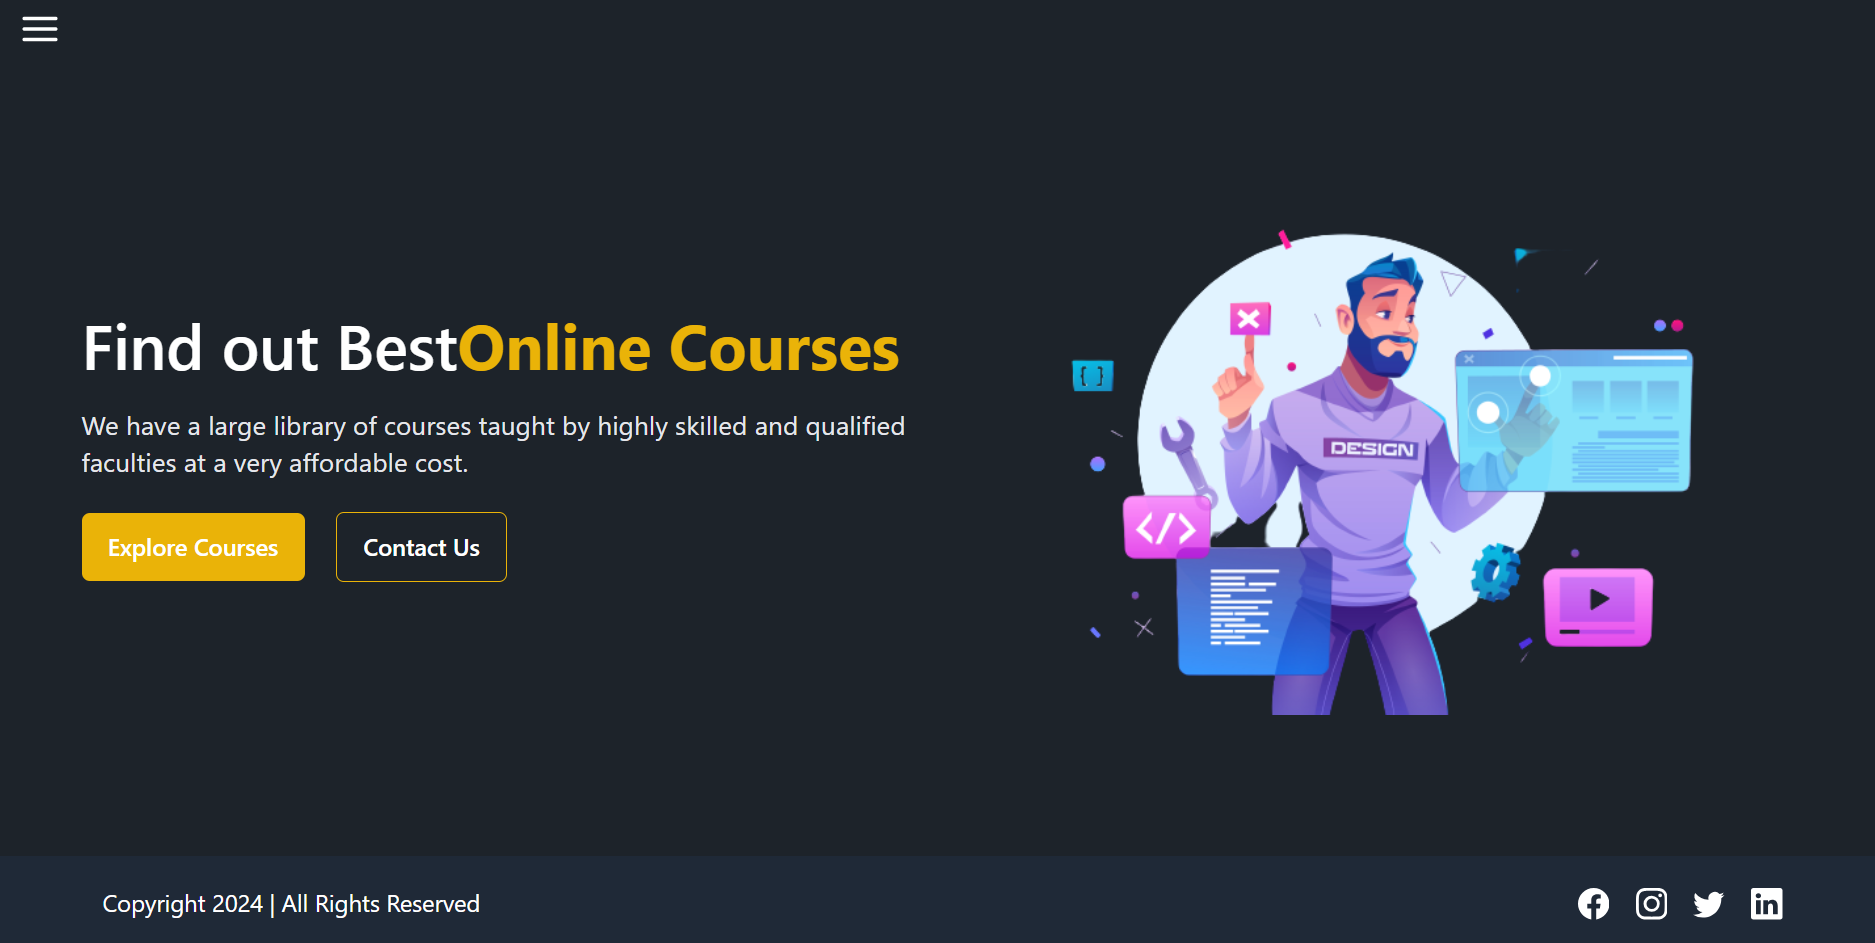 Find out BestOnline Courses
We have a large library of courses taught by highly skilled and qualified
faculties at a very affordable cost.
Explore Courses
Contact Us
{ }
DESIGN
</>
Copyright 2024 | All Rights Reserved